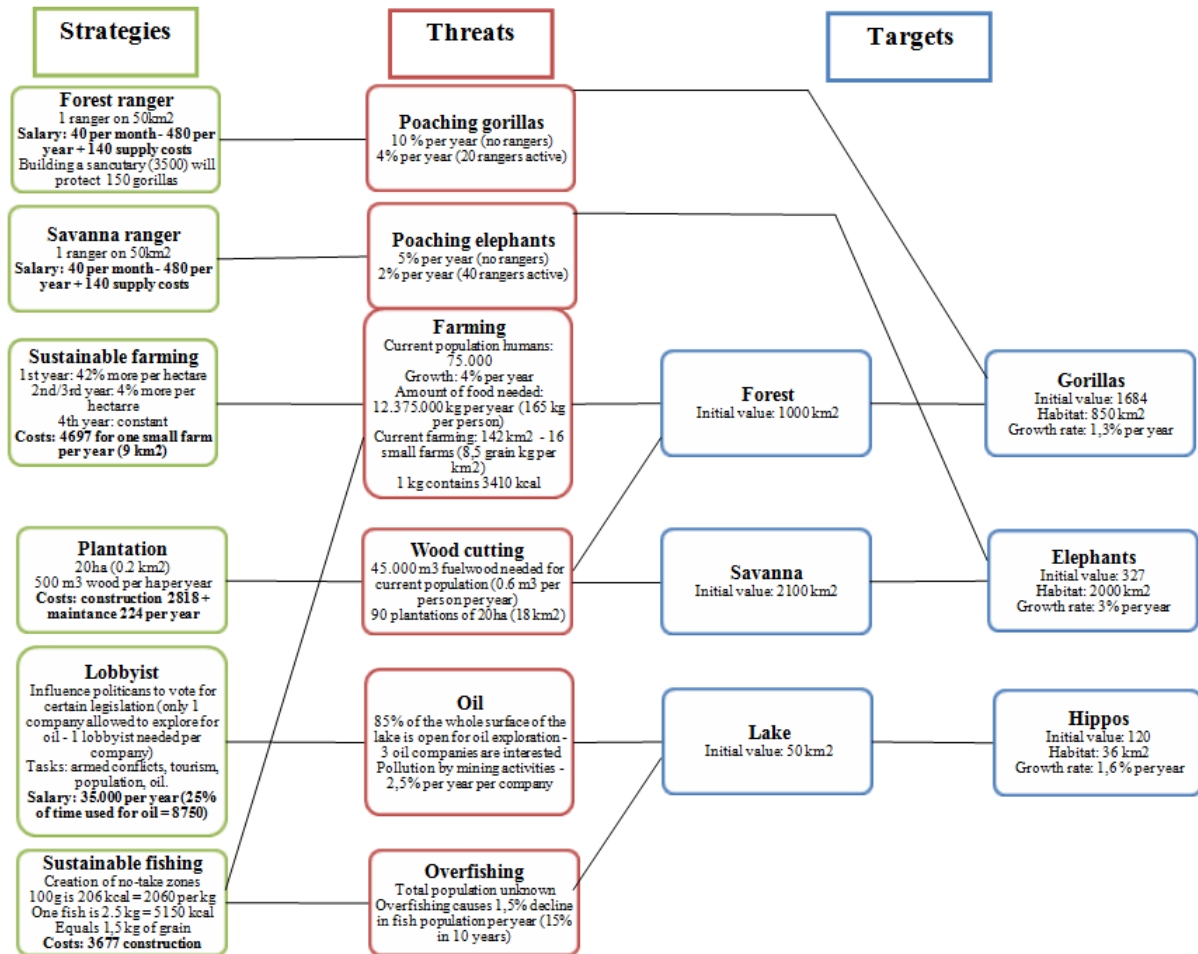 Strategies
Threats
Targets
Forest ranger
1 ranger on 50km2
Salary: 40 per month - 480 per
year + 140 supply costs
Building a sancutary (3500) will
protect 150 gorillas
Poaching gorillas
10 % per year (no rangers)
4% per year (20 rangers active)
Savanna ranger
1 ranger on 50km2
Salary: 40 per month - 480 per
year + 140 supply costs
Poaching elephants
5% per year (no rangers)
2% per year (40 rangers active)
Sustainable farming
1st year: 42% more per hectare
2nd/3rd year: 4% more per
hectarre
4th year: constant
Costs: 4697 for one small farm
per year (9 km2)
Farming
Current population humans:
75.000
Growth: 4% per year
Amount of food needed:
12.375.000 kg per year (165 kg
per person)
Current farming: 142 km2 - 16
small farms (8,5 grain kg per
km2)
1 kg contains 3410 kcal
Forest
Initial value: 1000 km2
Gorillas
Initial value: 1684
Habitat: 850 km2
Growth rate: 1,3% per year
Plantation
20ha (0.2 km2)
500 m3 wood per ha per year
Costs: construction 2818 +
maintance 224 per year
Wood cutting
45.000 m3 fuelwood needed for
current population (0.6 m3 per
person per year)
90 plantations of 20ha (18 km2)
Savanna
Initial value: 2100 km2
Elephants
Initial value: 327
Habitat: 2000 km2
Growth rate: 3% per year
Lobbyist
Influence politicans to vote for
certain legislation (only 1
company allowed to explore for
oil - 1 lobbyist needed per
company)
Tasks: armed conflicts, tourism,
population, oil.
Salary: 35.000 per year (25%
of time used for oil = 8750)
Oil
85% of the whole surface of the
lake is open for oil exploration -
3 oil companies are interested
Pollution by mining activities -
2,5% per year per company
Lake
Initial value: 50 km2
Hippos
Initial value: 120
Habitat: 36 km2
Growth rate: 1,6% per year
Sustainable fishing
Creation of no-take zones
100g is 206 kcal = 2060 per kg
One fish is 2.5 kg = 5150 kcal
Equals 1,5 kg of grain
Costs: 3677 construction
Overfishing
Total population unknown
Overfishing causes 1,5% decline
in fish population per year (15%
in 10 years)